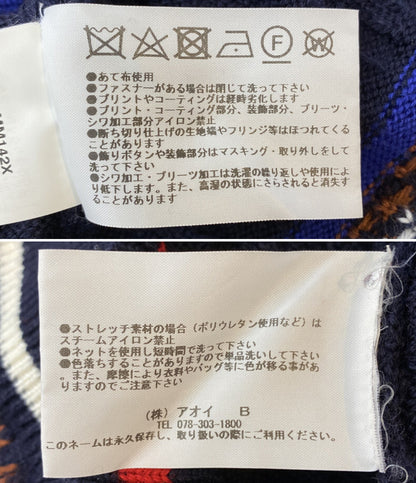 F
W
●あて布使用
●ファスナーがある場合は閉じて洗って下さい
●プリントやコーティングは経時劣化します
●プリント・コーティング部分、装飾部分、プリーツ・
シワ加工部分アイロン禁止
●断ち切り仕上げの生地端やフリンジ等はほつれてくる
ことがあります
●飾りボタンや装飾部分はマスキング・取り外しをして
洗って下さい
●シワ加工・プリーツ加工は洗濯の繰り返しや使用によ
り低下します。また、高湿の状態にさらされると消失す
ることがあります
●ストレッチ素材の場合（ポリウレタン使用など）は
スチームアイロン禁止
●ネットを使用し短時間で洗って下さい
●色落ちすることがありますので単品洗いして下さい
。また、摩擦により衣料やバッグ等に色が移る事があ
りますのでご注意下さい
（株）アオイ　B
TEL 078-303-1800
このネームは永久保存し、取り扱いの際にご覧下さい